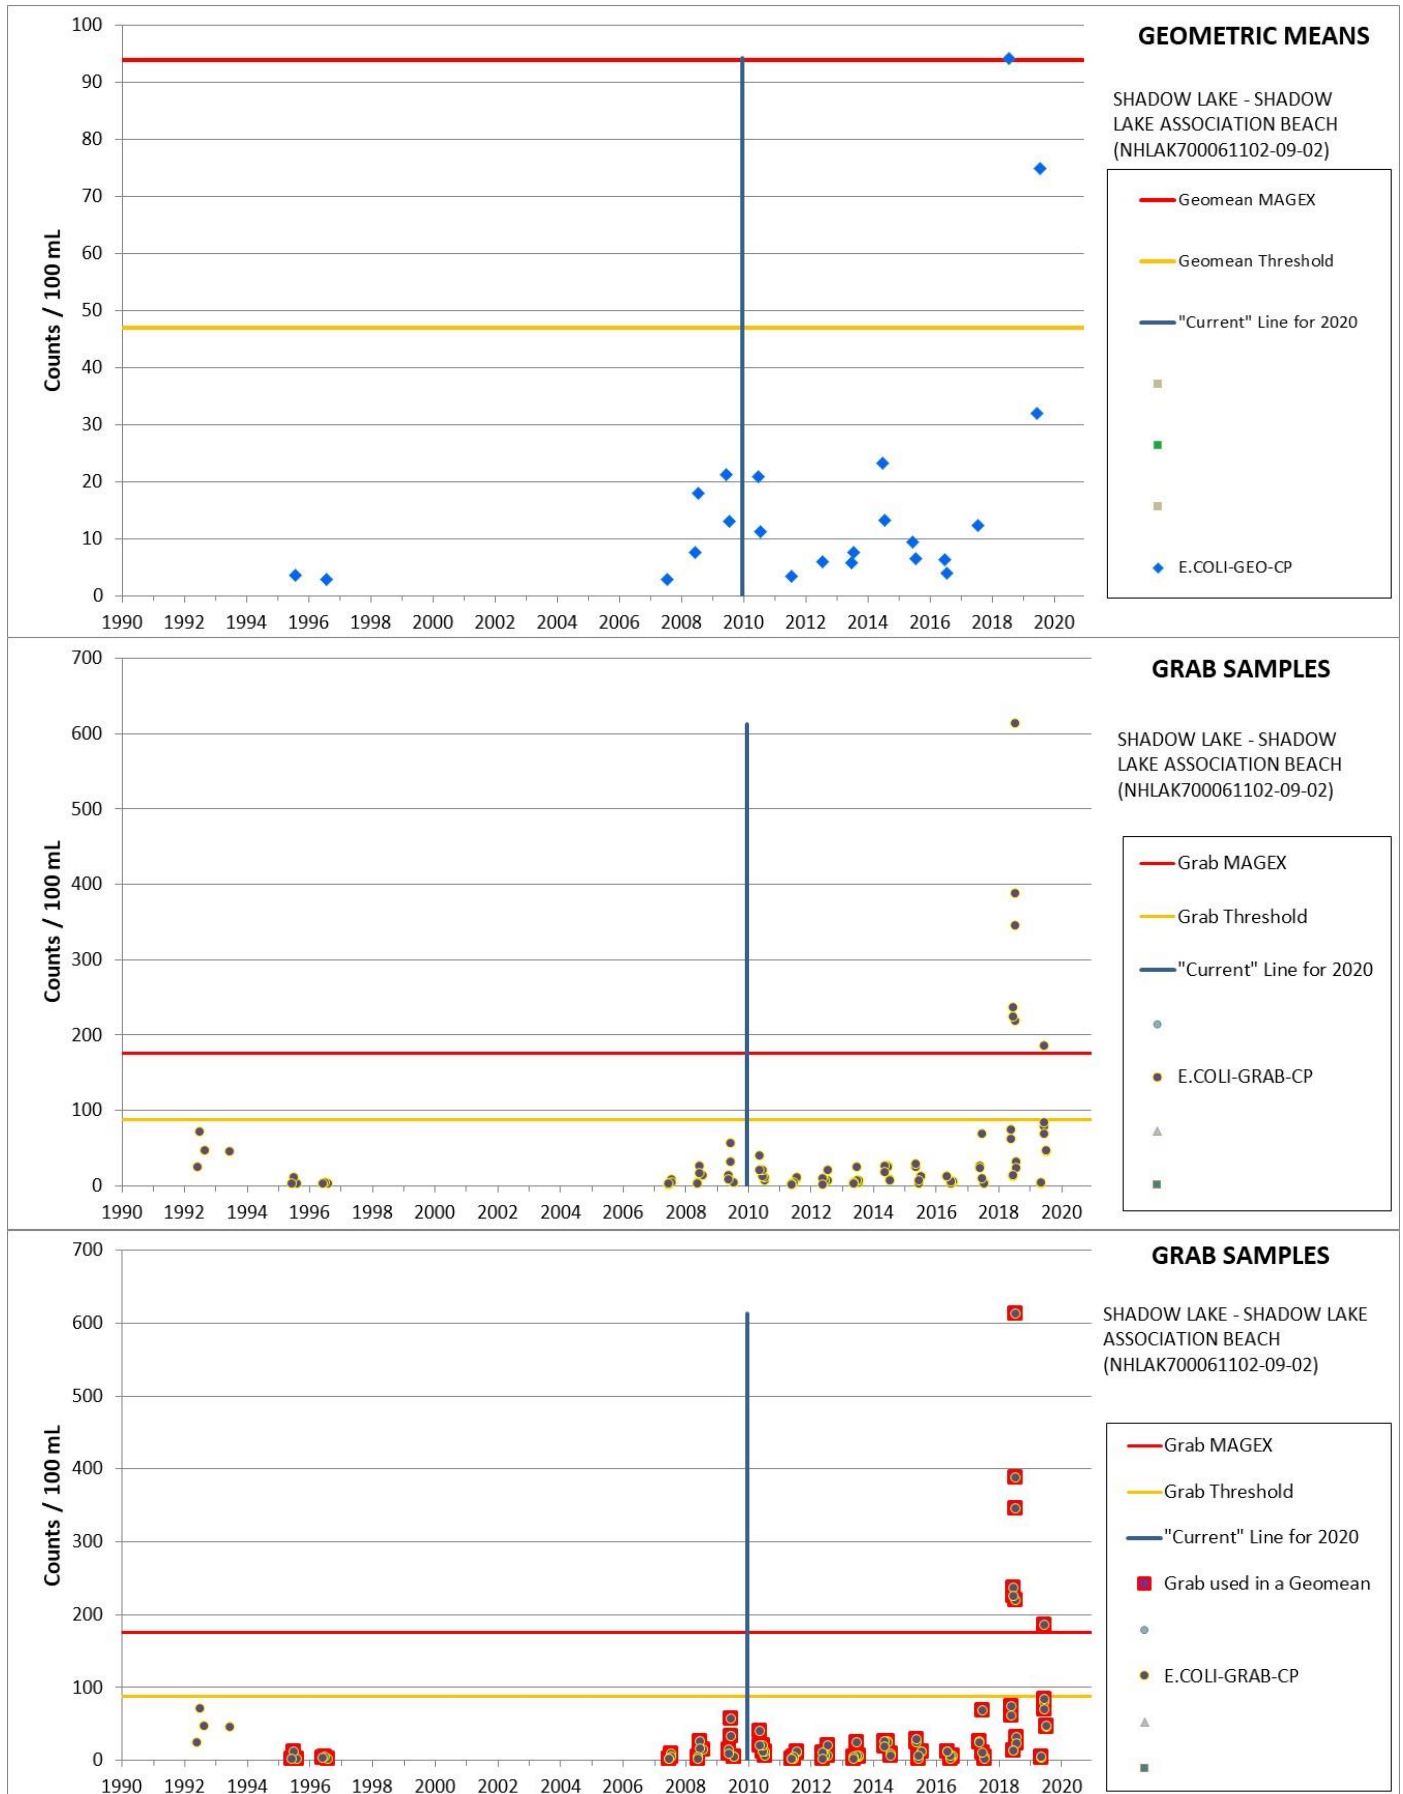 GEOMETRIC MEANS
SHADOW LAKE - SHADOW
LAKE ASSOCIATION BEACH
(NHLAK700061102-09-02)
Counts / 100 mL
100
90
80
70
60
50
40
30
20
10
0
1990 1992 1994 1996 1998 2000 2002 2004 2006 2008 2010 2012 2014 2016 2018 2020
Geomean MAGEX
Geomean Threshold
"Current" Line for 2020
E.COLI-GEO-CP
GRAB SAMPLES
SHADOW LAKE - SHADOW
LAKE ASSOCIATION BEACH
(NHLAK700061102-09-02)
Counts / 100 mL
700
600
500
400
300
200
100
0
1990 1992 1994 1996 1998 2000 2002 2004 2006 2008 2010 2012 2014 2016 2018 2020
Grab MAGEX
Grab Threshold
"Current" Line for 2020
E.COLI-GRAB-CP
GRAB SAMPLES
SHADOW LAKE - SHADOW LAKE
ASSOCIATION BEACH
(NHLAK700061102-09-02)
Counts / 100 mL
700
600
500
400
300
200
100
0
1990 1992 1994 1996 1998 2000 2002 2004 2006 2008 2010 2012 2014 2016 2018 2020
Grab MAGEX
Grab Threshold
"Current" Line for 2020
Grab used in a Geomean
E.COLI-GRAB-CP